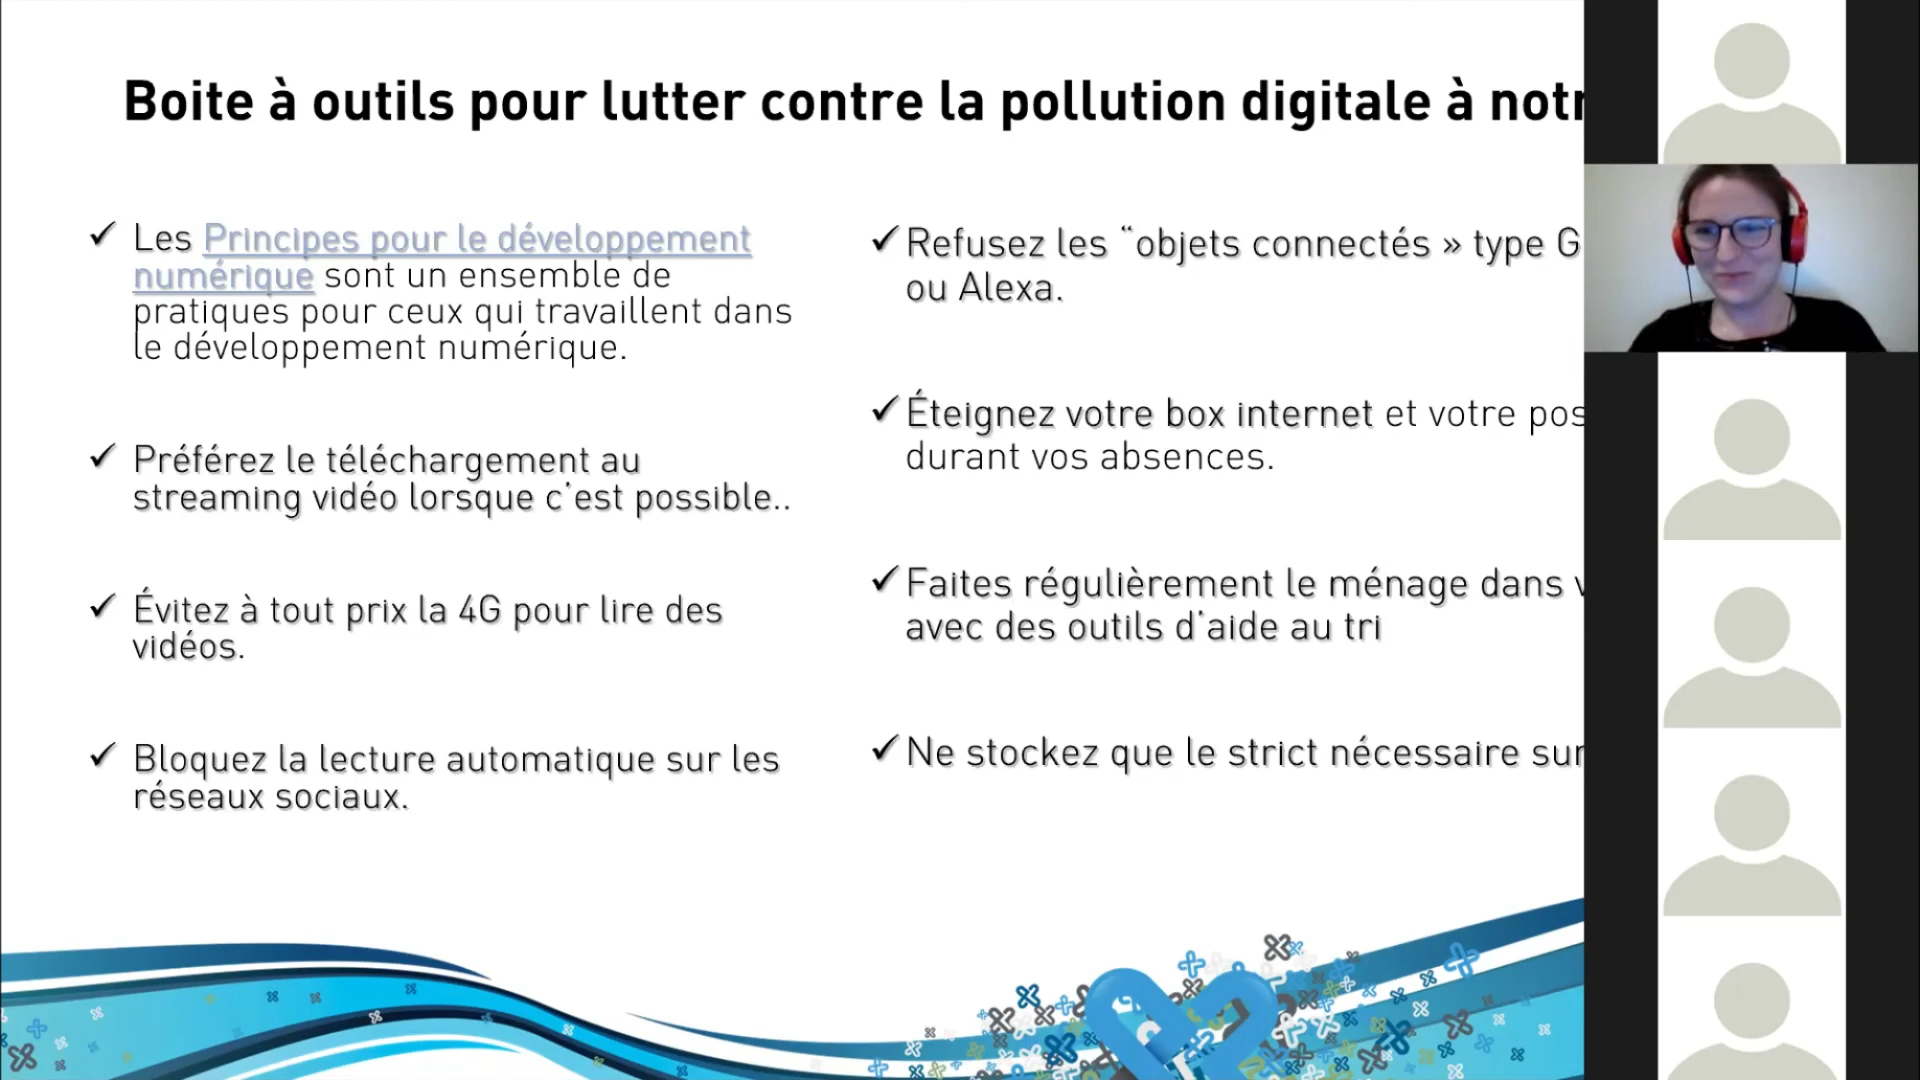 Boite à outils pour lutter contre la pollution digitale à notr
Les Principes pour le développement
numérique sont un ensemble de
pratiques pour ceux qui travaillent dans
le développement numérique.
Préférez le téléchargement au
streaming vidéo lorsque c'est possible..
Évitez à tout prix la 4G pour lire des
vidéos.
Bloquez la lecture automatique sur les
réseaux sociaux.
Refusez les “objets connectés » type G
ou Alexa.
Éteignez votre box internet et votre pos
durant vos absences.
Faites régulièrement le ménage dans v
avec des outils d'aide au tri
Ne stockez que le strict nécessaire sur